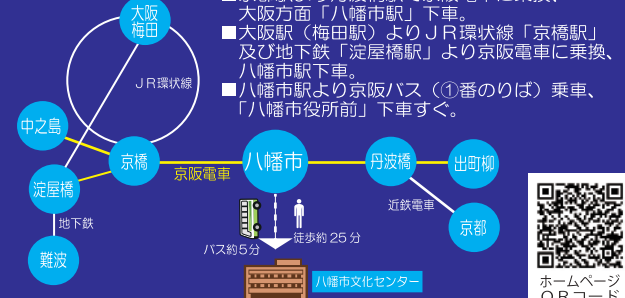 大阪方面「八幡市駅」下車。
■大阪駅（梅田駅）よりＪＲ環状線「京橋駅」
及び地下鉄「淀屋橋駅」より京阪電車に乗換、
八幡市駅下車。
■八幡市駅より京阪バス（①番のりば）乗車、
「八幡市役所前」下車すぐ。
大阪
梅田
ＪＲ環状線
中之島
京橋
京阪電車
八幡市
丹波橋
出町柳
淀屋橋
地下鉄
近鉄電車
京都
難波
バス約5分
徒歩約25分
八幡市文化センター
ホームページ
ＱＲコード